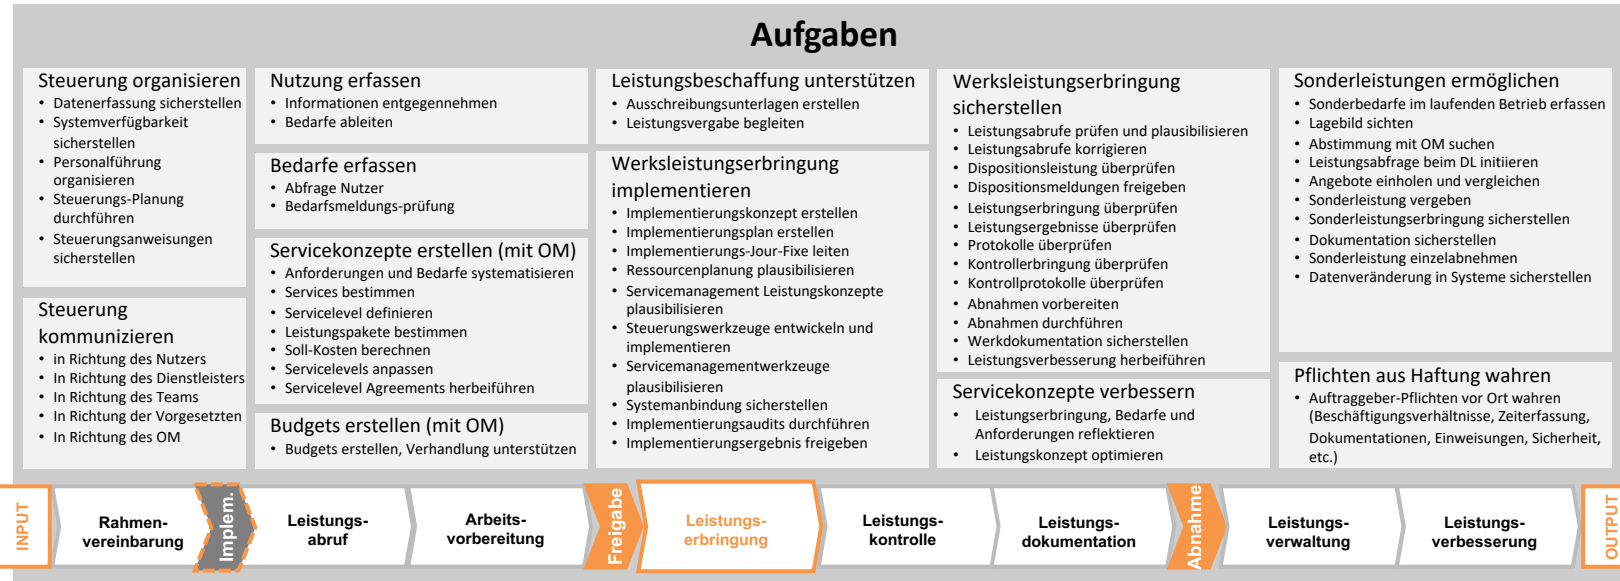 Aufgaben
Steuerung organisieren
• Datenerfassung sicherstellen
• Systemverfügbarkeit
sicherstellen
• Personalführung
organisieren
• Steuerungs-Planung
durchführen
• Steuerungsanweisungen
sicherstellen
Steuerung
kommunizieren
• in Richtung des Nutzers
• In Richtung des Dienstleisters
• In Richtung des Teams
• In Richtung der Vorgesetzten
• In Richtung des OM
Nutzung erfassen
• Informationen entgegennehmen
• Bedarfe ableiten
Bedarfe erfassen
• Abfrage Nutzer
• Bedarfsmeldungs-prüfung
Servicekonzepte erstellen (mit OM)
• Anforderungen und Bedarfe systematisieren
• Services bestimmen
• Servicelevel definieren
• Leistungspakete bestimmen
• Soll-Kosten berechnen
• Servicelevels anpassen
• Servicelevel Agreements herbeiführen
Budgets erstellen (mit OM)
• Budgets erstellen, Verhandlung unterstützen
Leistungsbeschaffung unterstützen
• Ausschreibungsunterlagen erstellen
• Leistungsvergabe begleiten
Werksleistungserbringung
implementieren
• Implementierungskonzept erstellen
• Implementierungsplan erstellen
• Implementierungs-Jour-Fixe leiten
• Ressourcenplanung plausibilisieren
• Servicemanagement Leistungskonzepte
plausibilisieren
• Steuerungswerkzeuge entwickeln und
implementieren
• Servicemanagementwerkzeuge
plausibilisieren
• Systemanbindung sicherstellen
• Implementierungsaudits durchführen
• Implementierungsergebnis freigeben
Werksleistungserbringung
sicherstellen
• Leistungsabrufe prüfen und plausibilisieren
• Leistungsabrufe korrigieren
• Dispositionsleistung überprüfen
• Dispositionsmeldungen freigeben
• Leistungserbringung überprüfen
• Leistungsergebnisse überprüfen
• Protokolle überprüfen
• Kontrollerbringung überprüfen
• Kontrollprotokolle überprüfen
• Abnahmen vorbereiten
• Abnahmen durchführen
• Werkdokumentation sicherstellen
• Leistungsverbesserung herbeiführen
Servicekonzepte verbessern
• Leistungserbringung, Bedarfe und
Anforderungen reflektieren
• Leistungskonzept optimieren
Sonderleistungen ermöglichen
• Sonderbedarfe im laufenden Betrieb erfassen
• Lagebild sichten
• Abstimmung mit OM suchen
• Leistungsabfrage beim DL initiieren
• Angebote einholen und vergleichen
• Sonderleistung vergeben
• Sonderleistungserbringung sicherstellen
• Dokumentation sicherstellen
• Sonderleistung einzelabnehmen
• Datenveränderung in Systeme sicherstellen
Pflichten aus Haftung wahren
• Auftraggeber-Pflichten vor Ort wahren
(Beschäftigungsverhältnisse, Zeiterfassung,
Dokumentationen, Einweisungen, Sicherheit,
etc.)
INPUT
Rahmen-
vereinbarung
Implem.
Leistungs-
abruf
Arbeits-
vorbereitung
Freigabe
Leistungs-
erbringung
Leistungs-
kontrolle
Leistungs-
dokumentation
Abnahme
Leistungs-
verwaltung
Leistungs-
verbesserung
OUTPUT